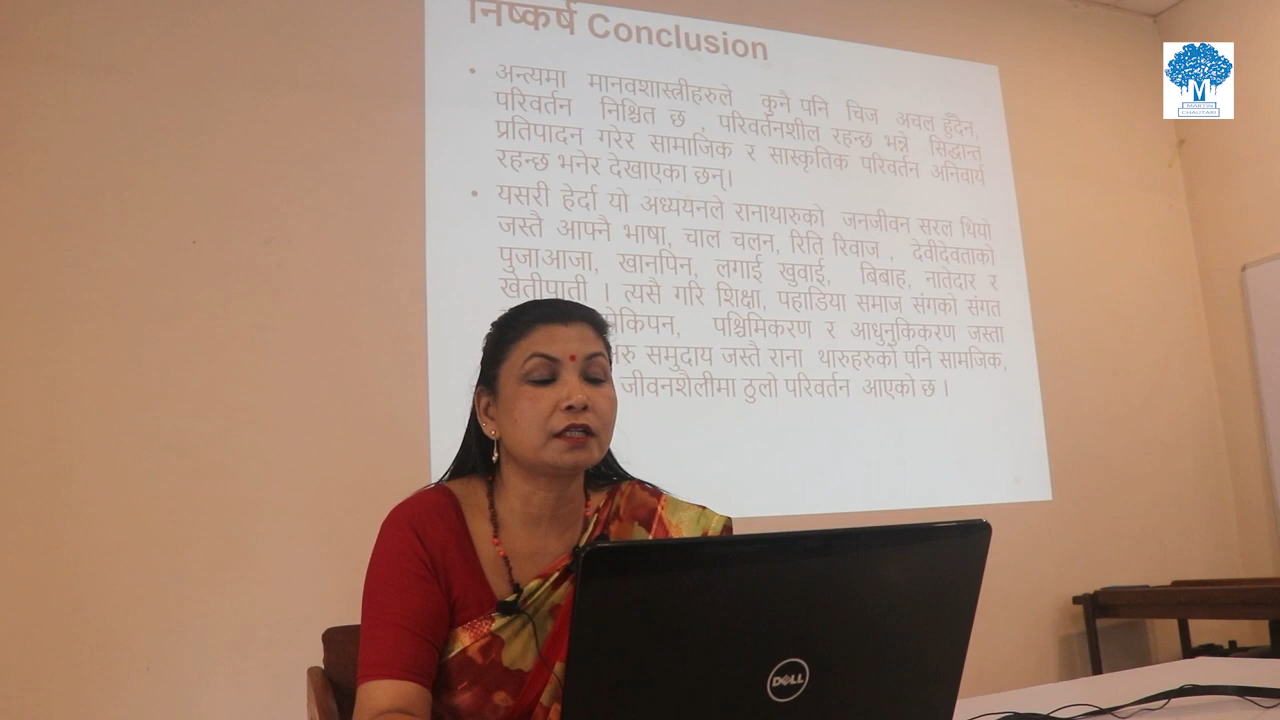 निष्कर्ष Conclusion
• अन्त्यमा मानवशास्त्रीहरुले कुनै पनि चिज अचल हुँदैन,
परिवर्तन निश्चित छ , परिवर्तनशील रहन्छ भन्ने सिद्धान्त
प्रतिपादन गरेर सामाजिक र सास्कृतिक परिवर्तन अनिवार्य
रहन्छ भनेर देखाएका छन्।
• यसरी हेर्दा यो अध्ययनले रानाथारुको जनजीवन सरल थियो
जस्तै आफ्नै भाषा, चाल चलन, रिति रिवाज , देवीदेवताको
पुजाआजा, खानपिन, लगाई खुवाई, बिबाह, नातेदार र
खेतीपाती । त्यसै गरि शिक्षा, पहाडिया समाज संगको संगत
पश्चिमिकरण र आधुनुकिकरण जस्ता
समुदाय जस्तै राना थारुहरुको पनि सामजिक,
जीवनशैलीमा ठुलो परिवर्तन आएको छ ।
M
MARTIN
CHAUTARI
DELL